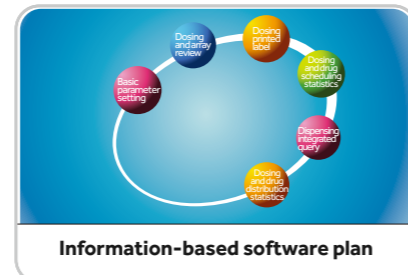 Basic
parameter
setting
Dosing
and array
review
Dosing
printed
label
Dosing
and drug
scheduling
statistics
Dispensing
integrated
query
Dosing
and drug
distribution
statistics
Information-based software plan